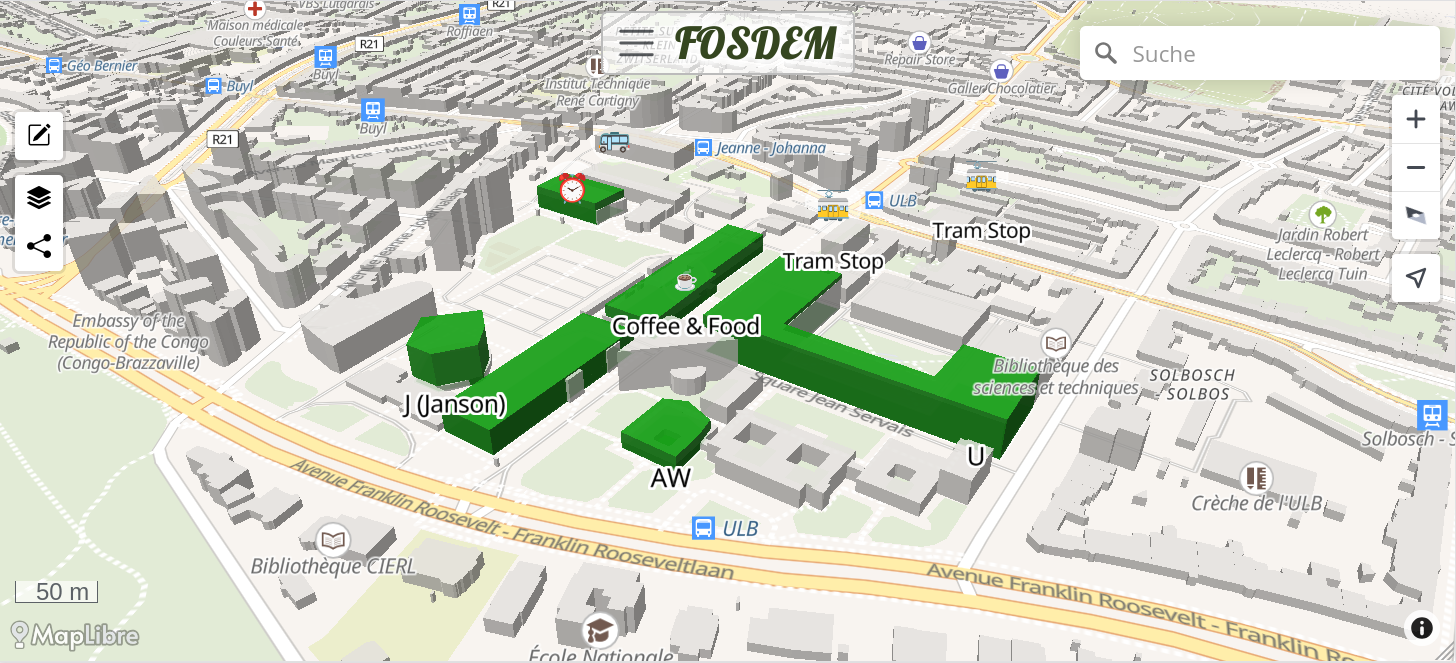 Maison médicale
Couleurs Santé
VBS Lutgardis
R21
Roffiaen
R21
Géo Bernier
Buyl
Buyl
Buyl
R21
FOSDEM
Institut Technique
René Cartigny
Repair Store
Galler Chocolatier
Suche
Jeanne - Johanna
ULB
Tram Stop
Tram Stop
Jardin Robert
Leclercq - Robert
Leclercq Tuin
Embassy of the
Republic of the Congo
(Congo-Brazzaville)
Coffee & Food
Bibliothèque des
sciences et techniques
SOLBOSCH
- SOLBOS
J (Janson)
Square Jean Servais
Solbosch - S
AW
U
Avenue Franklin Roosevelt - Franklin Rooseveltlaan
Crèche de l'ULB
ULB
Bibliothèque CIERL
Avenue Franklin Roosevelt - Franklin Ro
50 m
MapLibre
École Nationale